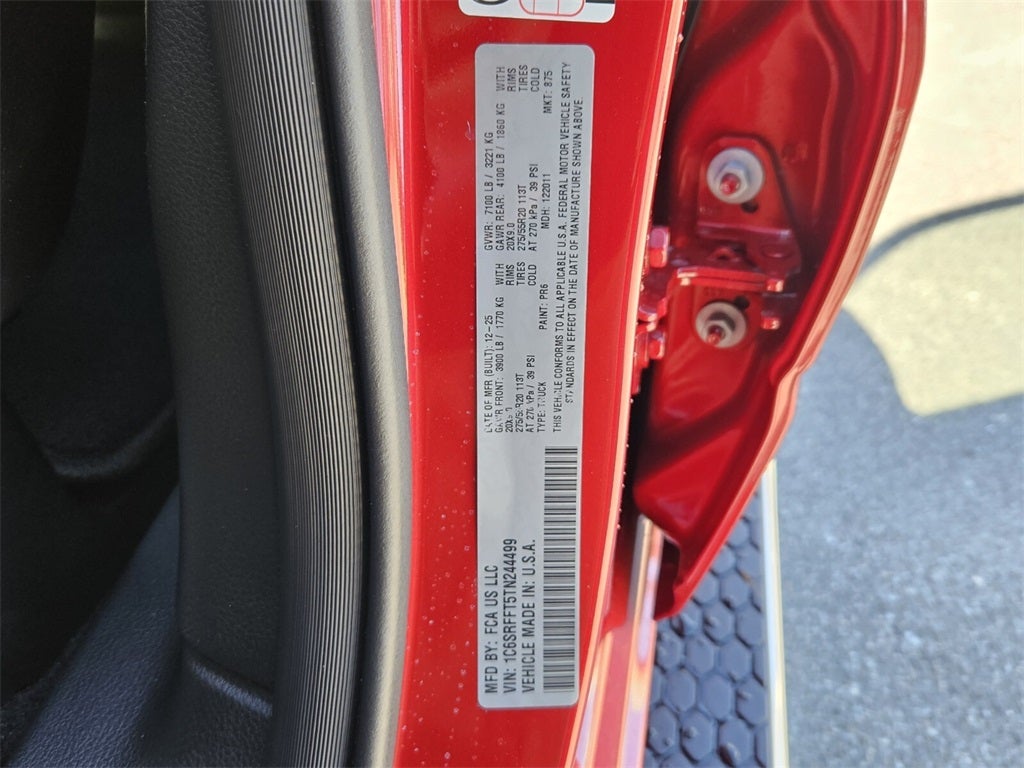 MFD BY: FCA US LLC
VIN: 1C6SRFFT5TN244499
VEHICLE MADE IN: U.S.A.
DATE OF MFR (BUILT): 12-25 GVWR: 7100 LB / 3221 KG
GAWR FRONT: 3900 LB / 1770 KG WITH GAWR REAR: 4100 LB / 1860 KG WITH
20X9.0 RIMS 20X9.0 RIMS
275/55R20 113T TIRES 275/55R20 113T TIRES
AT 270 kPa / 39 PSI COLD AT 270 kPa / 39 PSI COLD
TYPE: TRUCK PAINT: PR6 MDH: 122011 MKT: 875
THIS VEHICLE CONFORMS TO ALL APPLICABLE U.S.A. FEDERAL MOTOR VEHICLE SAFETY
STANDARDS IN EFFECT ON THE DATE OF MANUFACTURE SHOWN ABOVE.